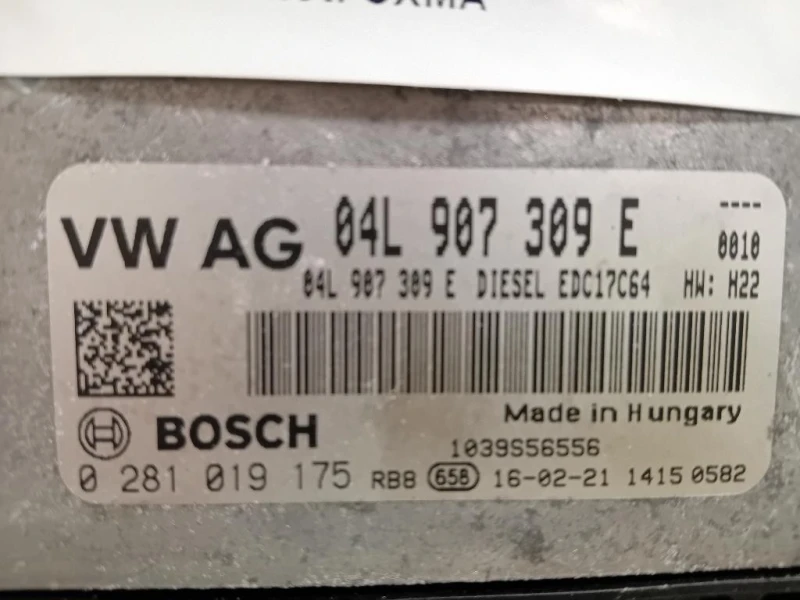 VW AG 04L 907 309 E ----
0010
04L 907 309 E DIESEL EDC17C64 HW: H22
Made in Hungary
BOSCH
1039S56556
0 281 019 175 RB8 658 16-02-21 1415 0582